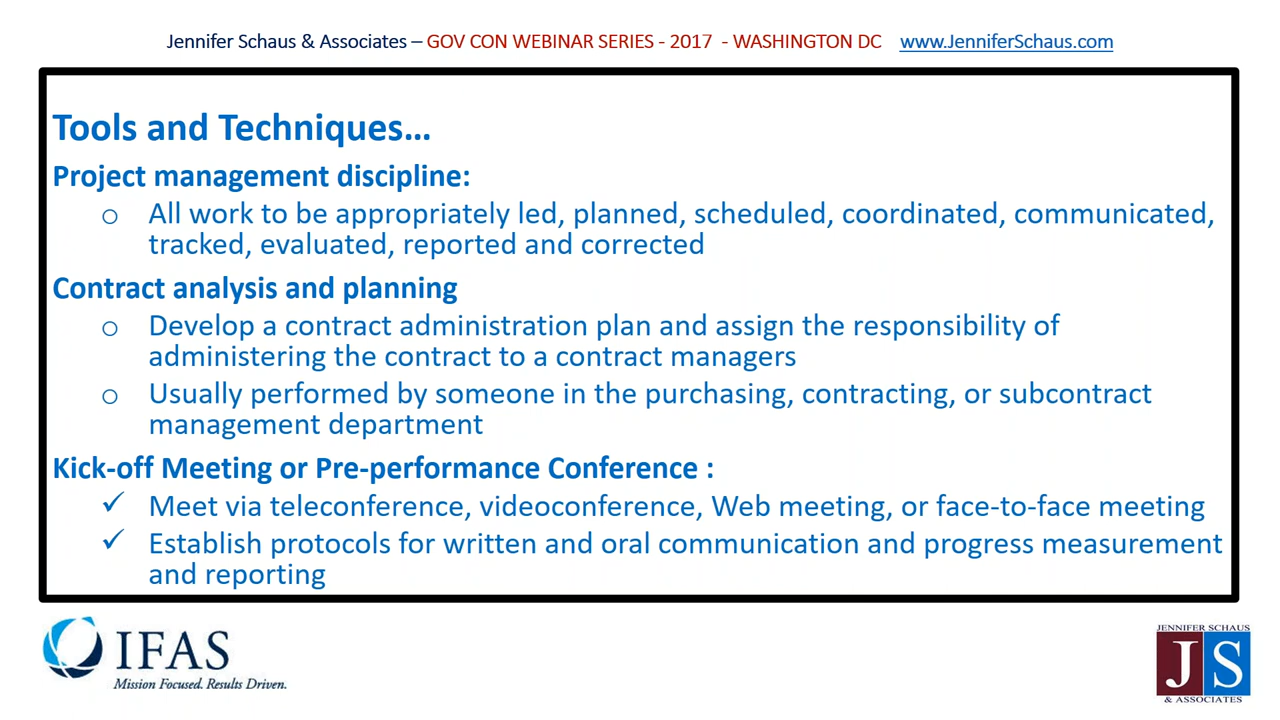 Jennifer Schaus & Associates – GOV CON WEBINAR SERIES - 2017 - WASHINGTON DC www.JenniferSchaus.com
Tools and Techniques…
Project management discipline:
o All work to be appropriately led, planned, scheduled, coordinated, communicated,
tracked, evaluated, reported and corrected
Contract analysis and planning
o Develop a contract administration plan and assign the responsibility of
administering the contract to a contract managers
o Usually performed by someone in the purchasing, contracting, or subcontract
management department
Kick-off Meeting or Pre-performance Conference :
✓ Meet via teleconference, videoconference, Web meeting, or face-to-face meeting
✓ Establish protocols for written and oral communication and progress measurement
and reporting
IFAS
Mission Focused. Results Driven.
JENNIFER SCHAUS
JS
& ASSOCIATES